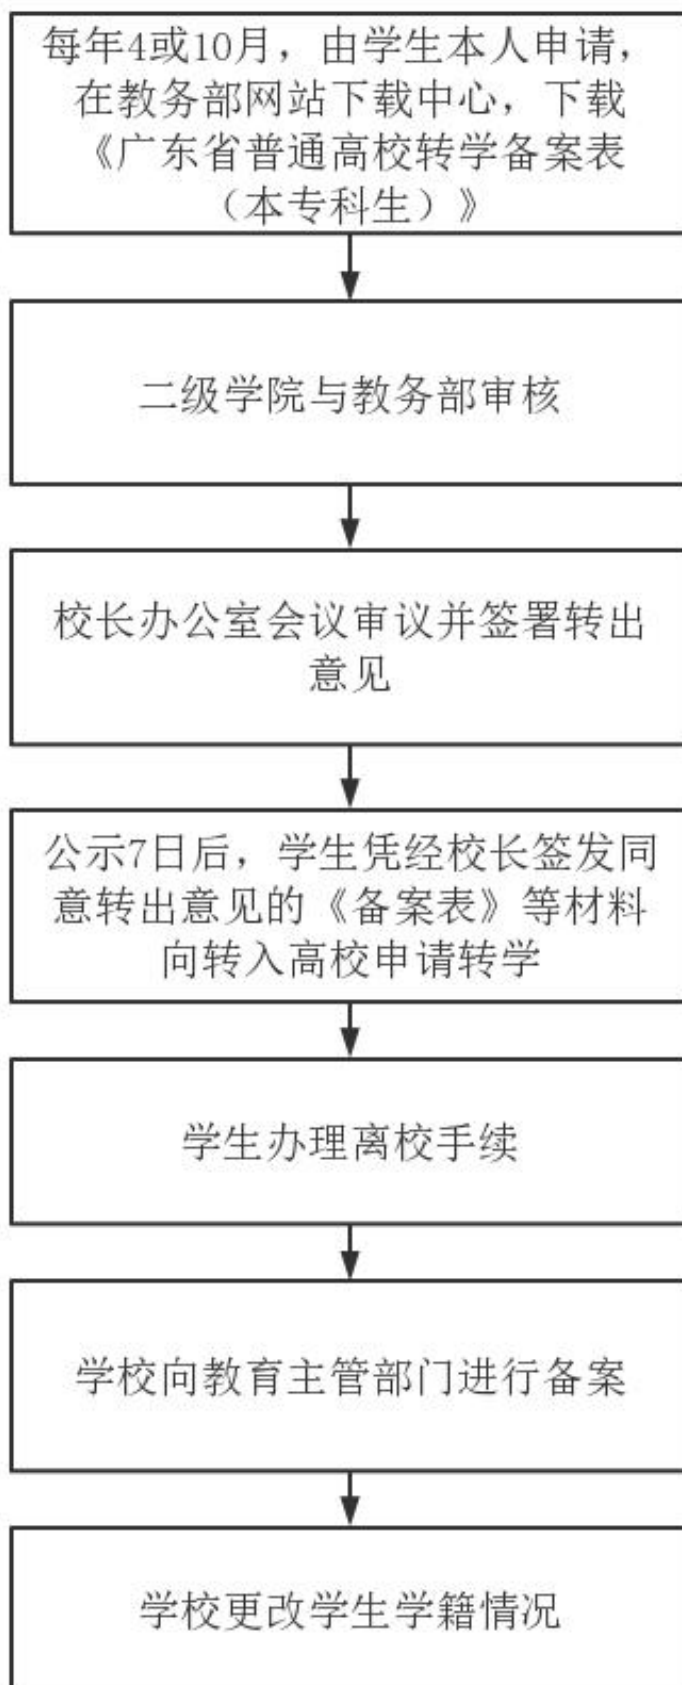 每年4或10月，由学生本人申请，
在教务部网站下载中心，下载
《广东省普通高校转学备案表
（本专科生）》
二级学院与教务部审核
校长办公室会议审议并签署转出
意见
公示7日后，学生凭经校长签发同
意转出意见的《备案表》等材料
向转入高校申请转学
学生办理离校手续
学校向教育主管部门进行备案
学校更改学生学籍情况